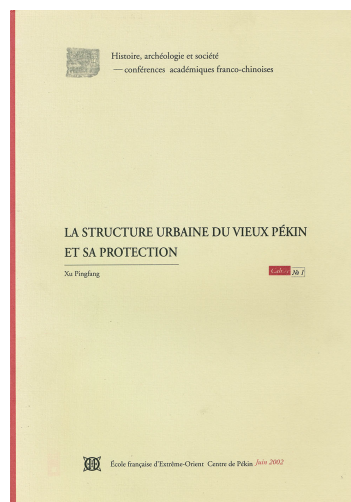 Histoire, archéologie et société
— conférences académiques franco-chinoises
LA STRUCTURE URBAINE DU VIEUX PÉKIN
ET SA PROTECTION
Xu Pingfang
Cahier № 1
École française d'Extrême-Orient Centre de Pékin Juin 2002